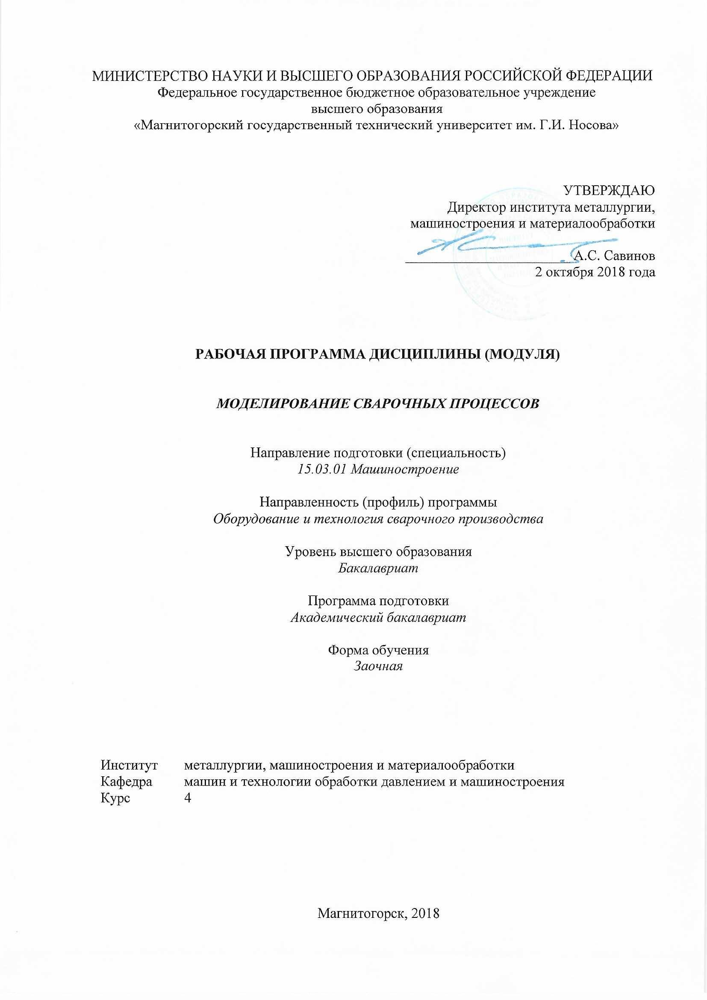 МИНИСТЕРСТВО НАУКИ И ВЫСШЕГО ОБРАЗОВАНИЯ РОССИЙСКОЙ ФЕДЕРАЦИИ
Федеральное государственное бюджетное образовательное учреждение
высшего образования
«Магнитогорский государственный технический университет им. Г.И. Носова»
УТВЕРЖДАЮ
Директор института металлургии,
машиностроения и материалообработки
А.С. Савинов
2 октября 2018 года
РАБОЧАЯ ПРОГРАММА ДИСЦИПЛИНЫ (МОДУЛЯ)
МОДЕЛИРОВАНИЕ СВАРОЧНЫХ ПРОЦЕССОВ
Направление подготовки (специальность)
15.03.01 Машиностроение
Направленность (профиль) программы
Оборудование и технология сварочного производства
Уровень высшего образования
Бакалавриат
Программа подготовки
Академический бакалавриат
Форма обучения
Заочная
Институт металлургии, машиностроения и материалообработки
Кафедра машин и технологии обработки давлением и машиностроения
Курс 4
Магнитогорск, 2018